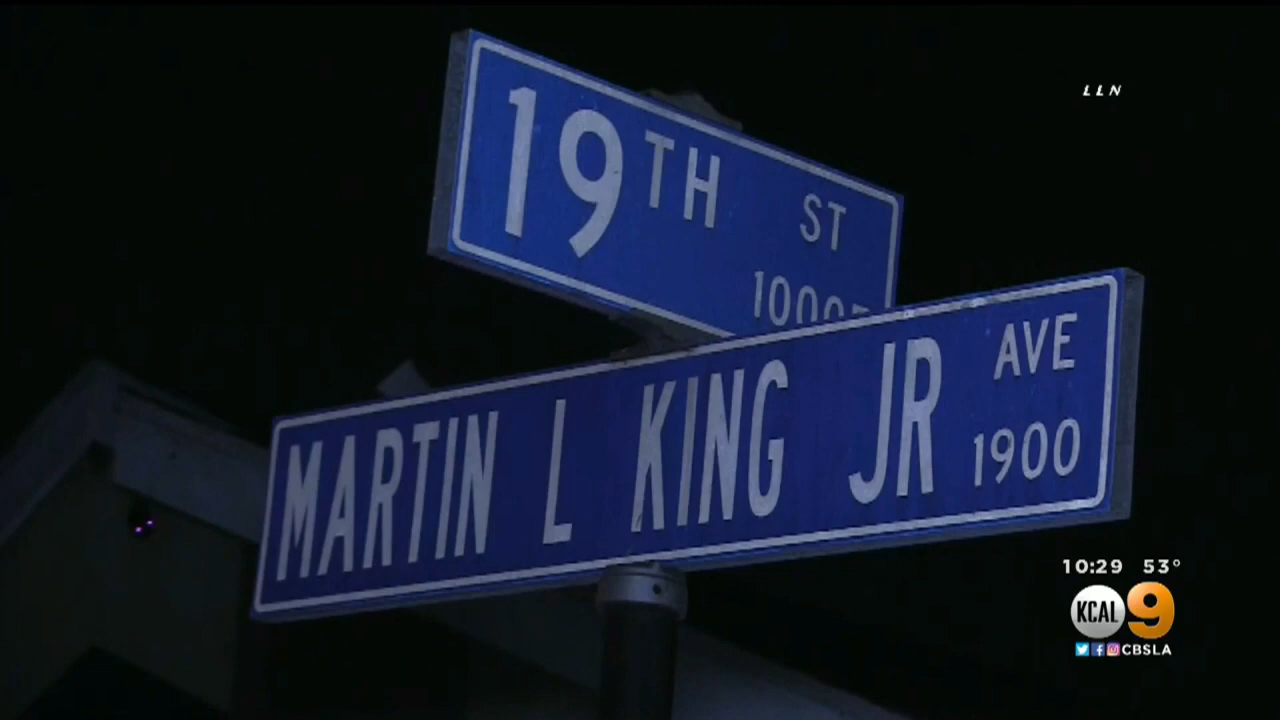 LLN
19TH ST
MARTIN L KING JR AVE
1900
10:29 53°
KCAL 9
CBSLA